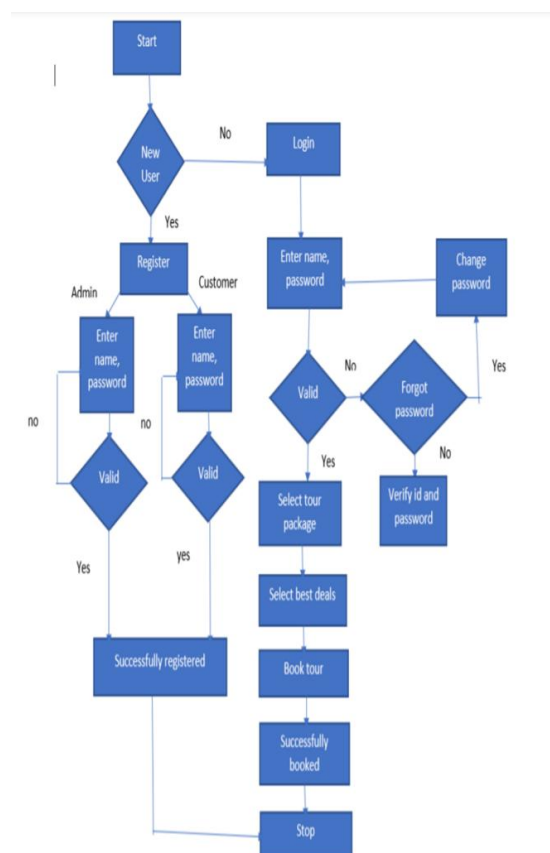 Start
New
User
No
Login
Yes
Register
Enter name,
password
Change
password
Admin
Customer
Enter
name,
password
Enter
name,
password
Valid
No
Forgot
password
Yes
no
no
Valid
Valid
Yes
No
Select tour
package
Verify id and
password
Yes
yes
Select best deals
Successfully registered
Book tour
Successfully
booked
Stop